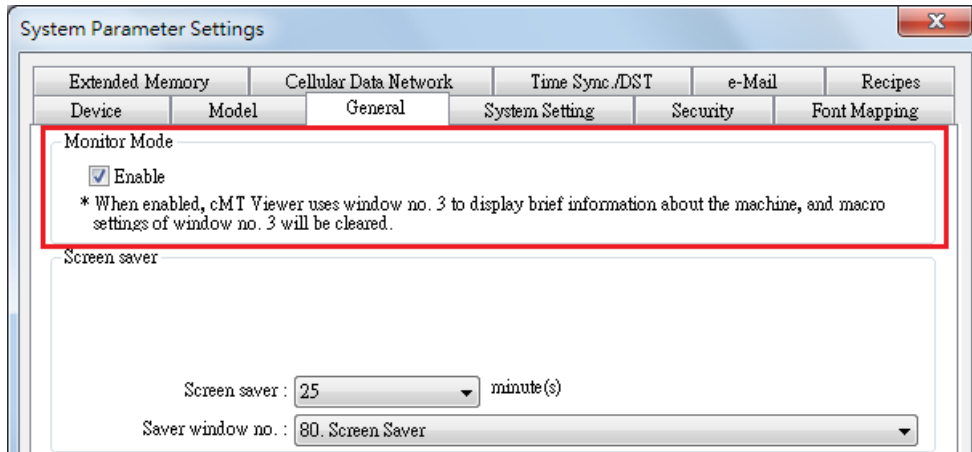 System Parameter Settings
Extended Memory Cellular Data Network Time Sync./DST e-Mail Recipes
Device Model General System Setting Security Font Mapping
Monitor Mode
Enable
* When enabled, cMT Viewer uses window no. 3 to display brief information about the machine, and macro
settings of window no. 3 will be cleared.
Screen saver
Screen saver : 25 minute(s)
Saver window no. : 80. Screen Saver